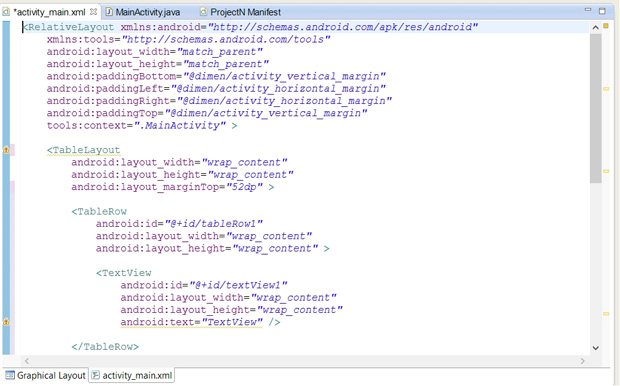 *activity_main.xml MainActivity.java ProjectN Manifest
<RelativeLayout xmlns:android="http://schemas.android.com/apk/res/android"
xmlns:tools="http://schemas.android.com/tools"
android:layout_width="match_parent"
android:layout_height="match_parent"
android:paddingBottom="@dimen/activity_vertical_margin"
android:paddingLeft="@dimen/activity_horizontal_margin"
android:paddingRight="@dimen/activity_horizontal_margin"
android:paddingTop="@dimen/activity_vertical_margin"
tools:context=".MainActivity" >
<TableLayout
android:layout_width="wrap_content"
android:layout_height="wrap_content"
android:layout_marginTop="52dp" >
<TableRow
android:id="@+id/tableRow1"
android:layout_width="wrap_content"
android:layout_height="wrap_content" >
<TextView
android:id="@+id/textView1"
android:layout_width="wrap_content"
android:layout_height="wrap_content"
android:text="TextView" />
</TableRow>
Graphical Layout activity_main.xml